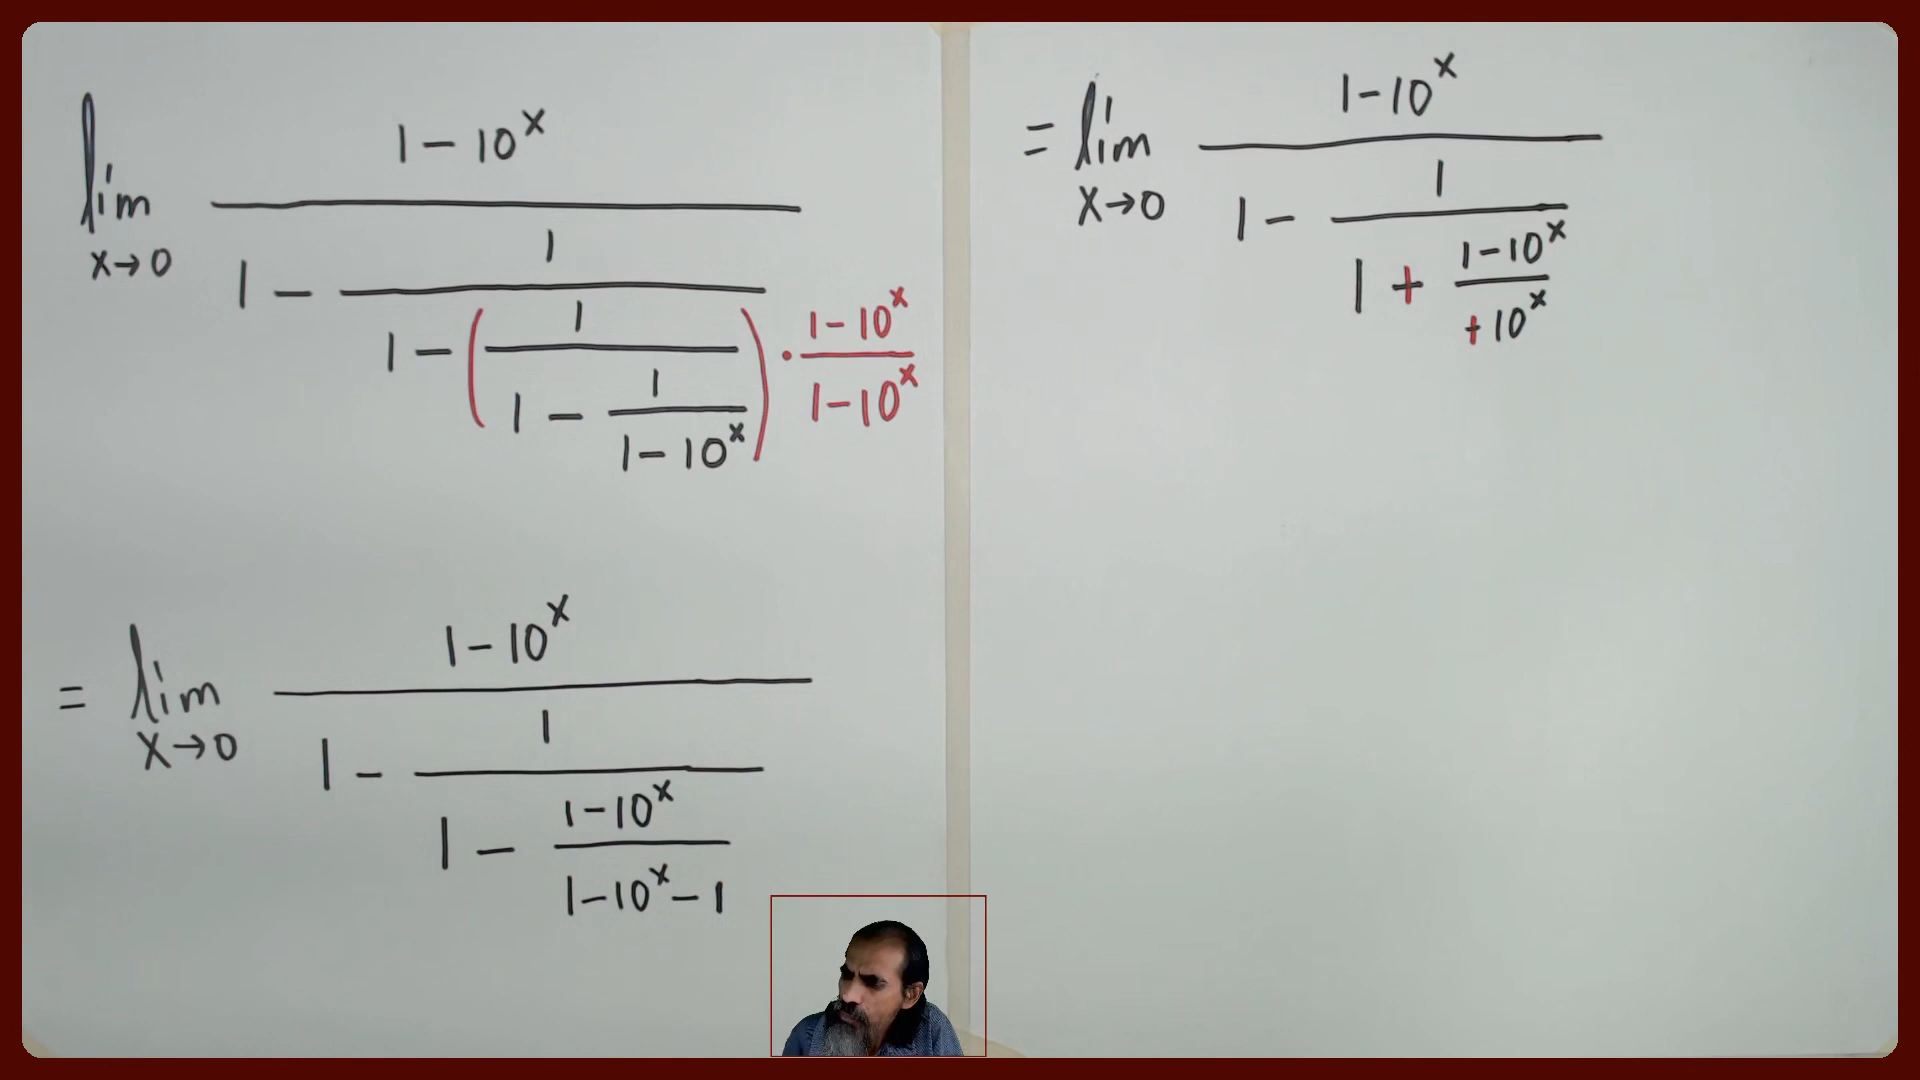 lim x→0 (1 - 10^x) / (1 - 1 / (1 - (1 / (1 - 1 / (1 - 10^x))) · (1 - 10^x) / (1 - 10^x)))
= lim x→0 (1 - 10^x) / (1 - 1 / (1 - (1 - 10^x) / (1 - 10^x - 1)))
= lim x→0 (1 - 10^x) / (1 - 1 / (1 + (1 - 10^x) / (+10^x)))